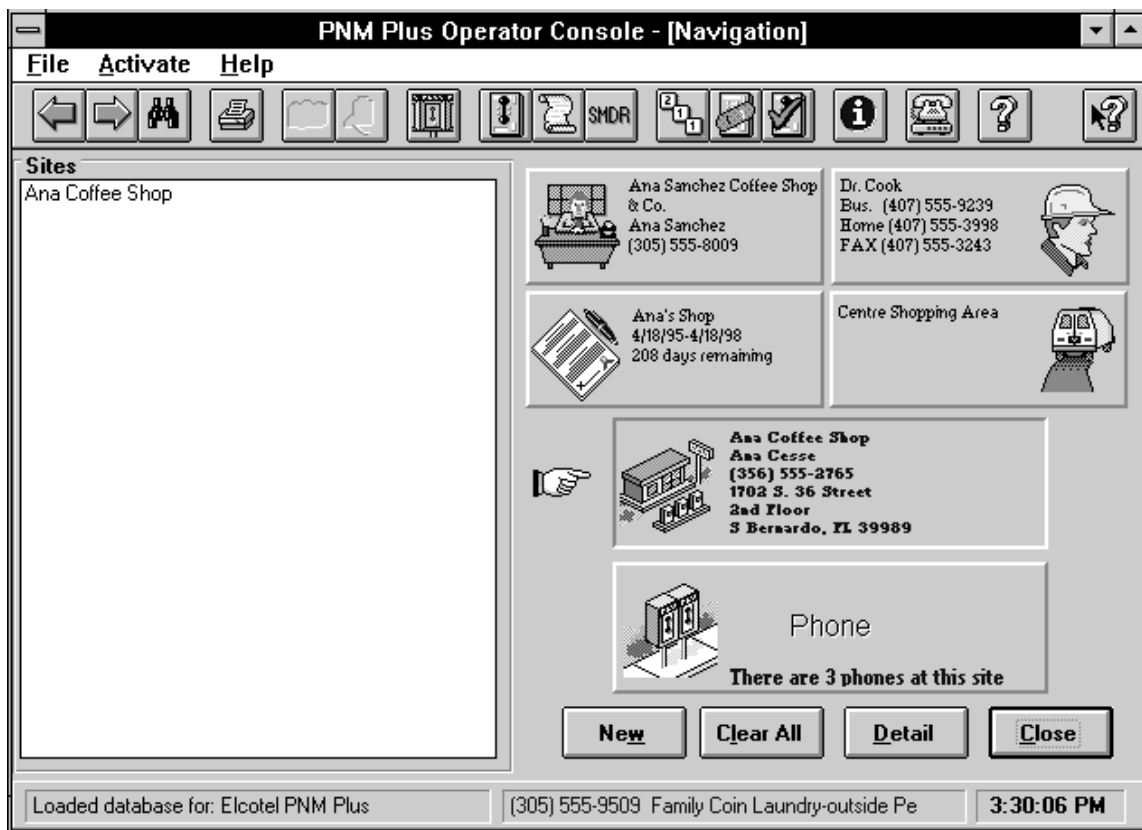 PNM Plus Operator Console - [Navigation]
File Activate Help
SMDR
2 1 1
Sites
Ana Coffee Shop
Ana Sanchez Coffee Shop
& Co.
Ana Sanchez
(305) 555-8009
Dr. Cook
Bus. (407) 555-9239
Home (407) 555-3998
FAX (407) 555-3243
Ana's Shop
4/18/95-4/18/98
208 days remaining
Centre Shopping Area
Ana Coffee Shop
Ana Cesse
(356) 555-2765
1702 S. 36 Street
2nd Floor
S Bernardo, FL 39989
Phone
There are 3 phones at this site
New Clear All Detail Close
Loaded database for: Elcotel PNM Plus (305) 555-9509 Family Coin Laundry-outside Pe 3:30:06 PM